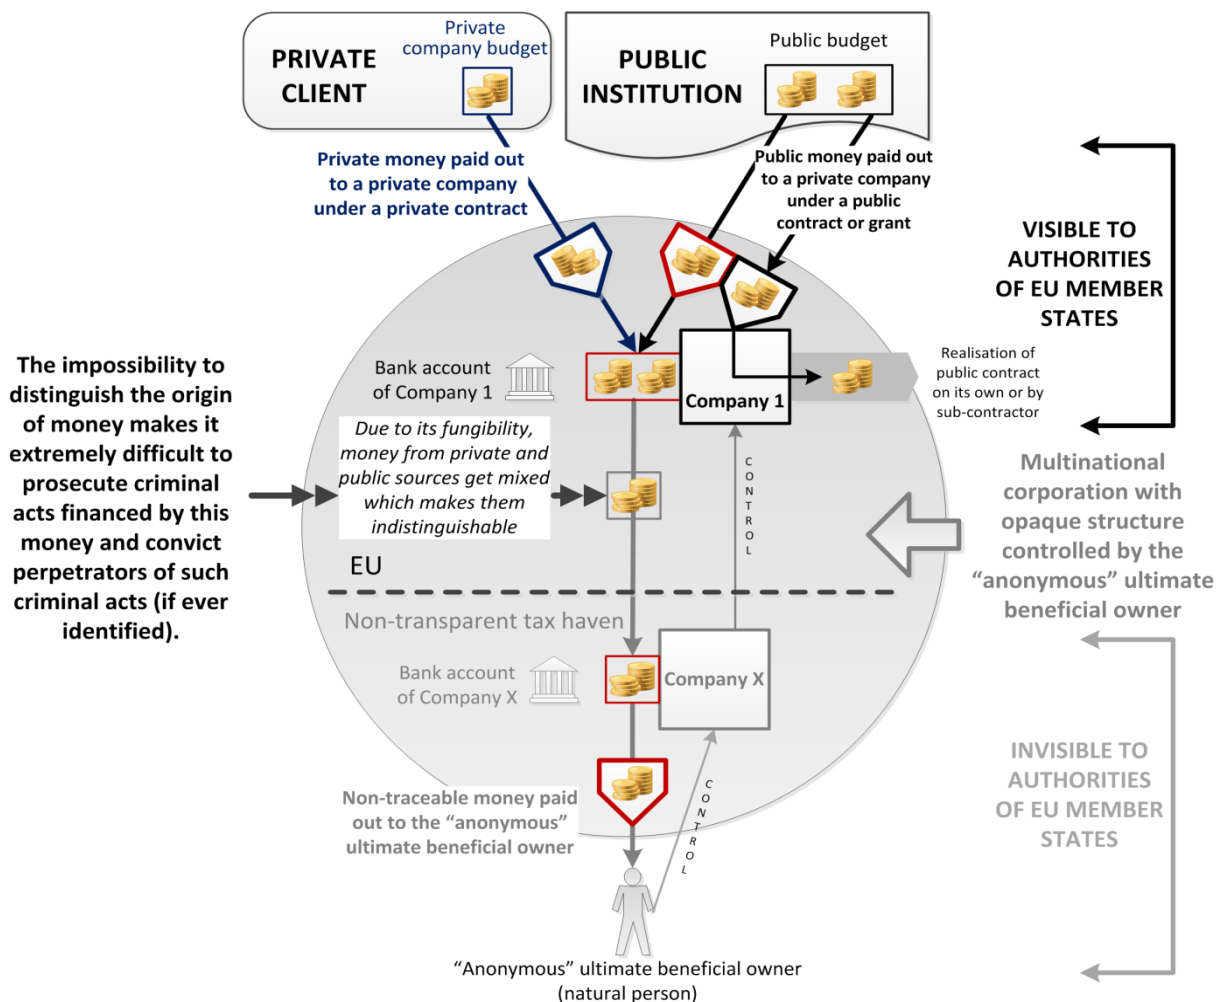 PRIVATE
CLIENT
Private
company budget
PUBLIC
INSTITUTION
Public budget
Private money paid out
to a private company
under a private contract
Public money paid out
to a private company
under a public
contract or grant
VISIBLE TO
AUTHORITIES
OF EU MEMBER
STATES
The impossibility to
distinguish the origin
of money makes it
extremely difficult to
prosecute criminal
acts financed by this
money and convict
perpetrators of such
criminal acts (if ever
identified).
Bank account
of Company 1
Company 1
Realisation of
public contract
on its own or by
sub-contractor
Due to its fungibility,
money from private and
public sources get mixed
which makes them
indistinguishable
CONTROL
Multinational
corporation with
opaque structure
controlled by the
“anonymous” ultimate
beneficial owner
EU
Non-transparent tax haven
Bank account
of Company X
Company X
INVISIBLE TO
AUTHORITIES
OF EU MEMBER
STATES
Non-traceable money paid
out to the “anonymous”
ultimate beneficial owner
CONTROL
“Anonymous” ultimate beneficial owner
(natural person)